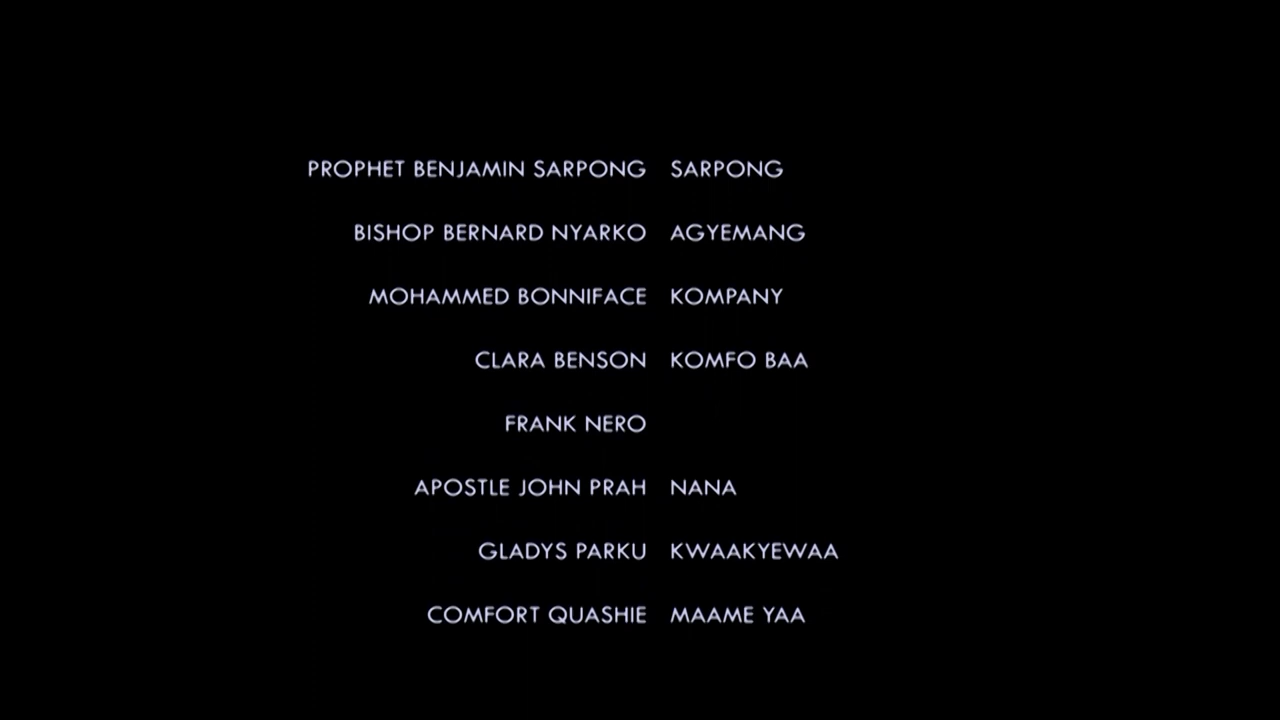 PROPHET BENJAMIN SARPONG SARPONG
BISHOP BERNARD NYARKO AGYEMANG
MOHAMMED BONNIFACE KOMPANY
CLARA BENSON KOMFO BAA
FRANK NERO
APOSTLE JOHN PRAH NANA
GLADYS PARKU KWAAKYEWAA
COMFORT QUASHIE MAAME YAA